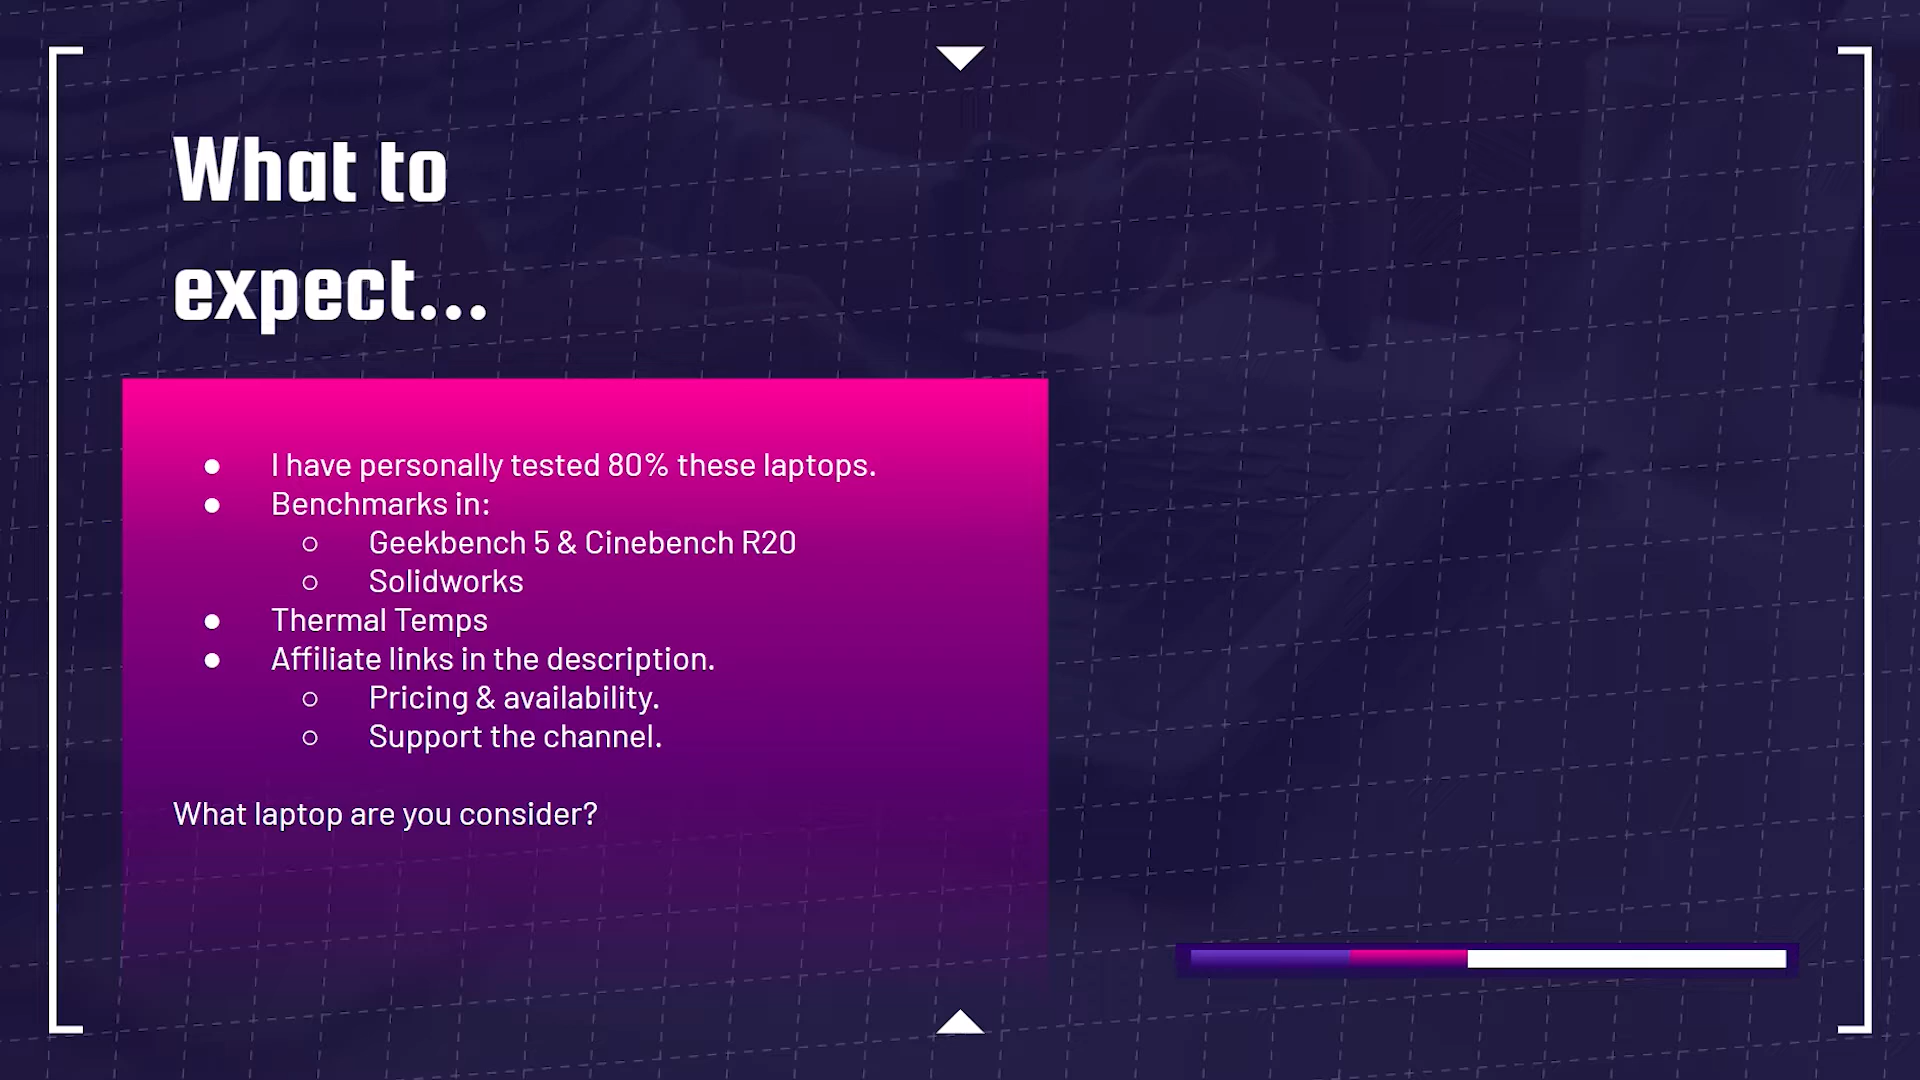 What to
expect...
● I have personally tested 80% these laptops.
● Benchmarks in:
○ Geekbench 5 & Cinebench R20
○ Solidworks
● Thermal Temps
● Affiliate links in the description.
○ Pricing & availability.
○ Support the channel.
What laptop are you consider?